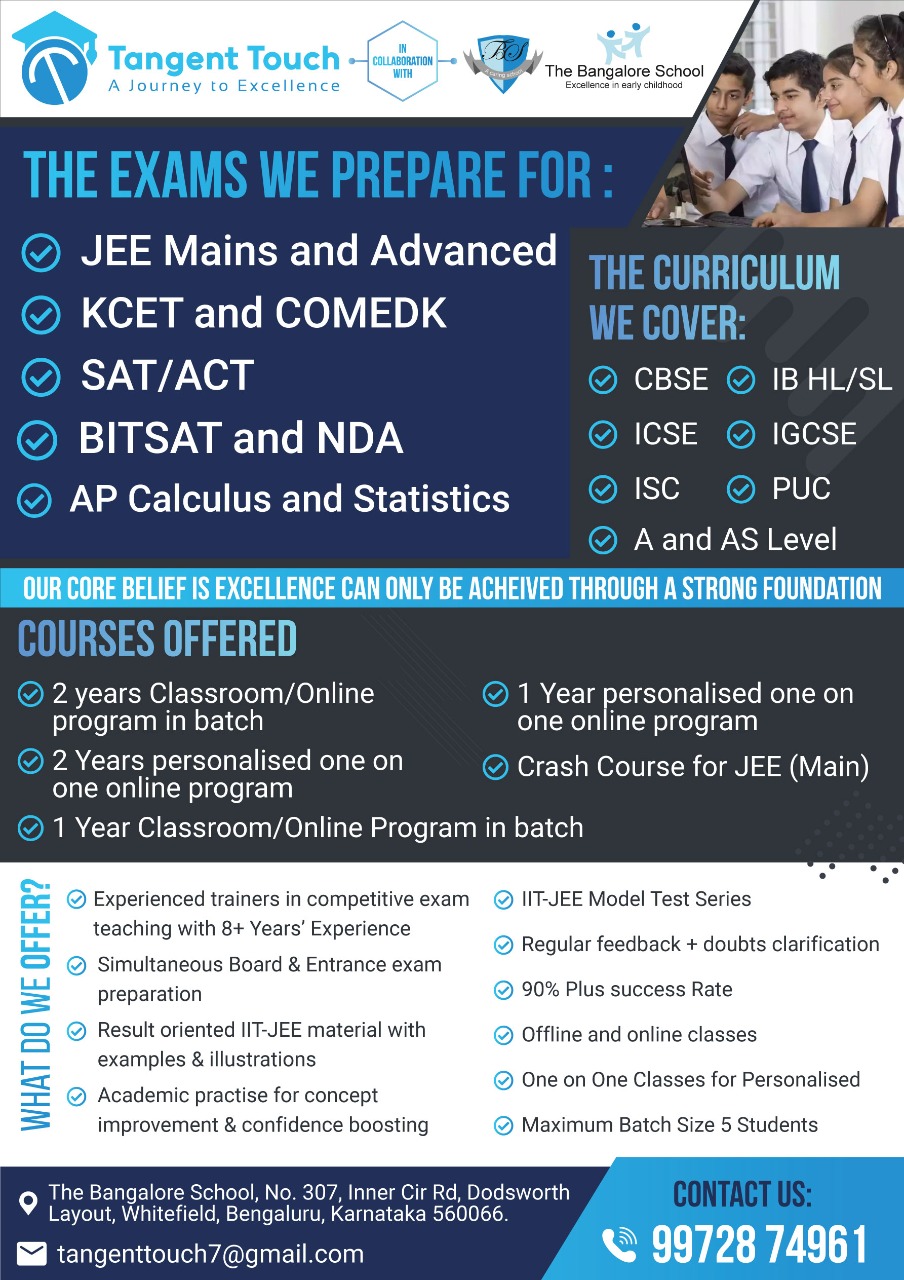 Tangent Touch
A Journey to Excellence
IN
COLLABORATION
WITH
BS
The Bangalore School
Excellence in early childhood
THE EXAMS WE PREPARE FOR :
JEE Mains and Advanced
KCET and COMEDK
SAT/ACT
BITSAT and NDA
AP Calculus and Statistics
THE CURRICULUM
WE COVER:
CBSE
IB HL/SL
ICSE
IGCSE
ISC
PUC
A and AS Level
OUR CORE BELIEF IS EXCELLENCE CAN ONLY BE ACHEIVED THROUGH A STRONG FOUNDATION
COURSES OFFERED
2 years Classroom/Online
program in batch
2 Years personalised one on
one online program
1 Year Classroom/Online Program in batch
1 Year personalised one on
one online program
Crash Course for JEE (Main)
WHAT DO WE OFFER?
Experienced trainers in competitive exam
teaching with 8+ Years’ Experience
Simultaneous Board & Entrance exam
preparation
Result oriented IIT-JEE material with
examples & illustrations
Academic practise for concept
improvement & confidence boosting
IIT-JEE Model Test Series
Regular feedback + doubts clarification
90% Plus success Rate
Offline and online classes
One on One Classes for Personalised
Maximum Batch Size 5 Students
The Bangalore School, No. 307, Inner Cir Rd, Dodsworth
Layout, Whitefield, Bengaluru, Karnataka 560066.
tangenttouch7@gmail.com
CONTACT US:
99728 74961